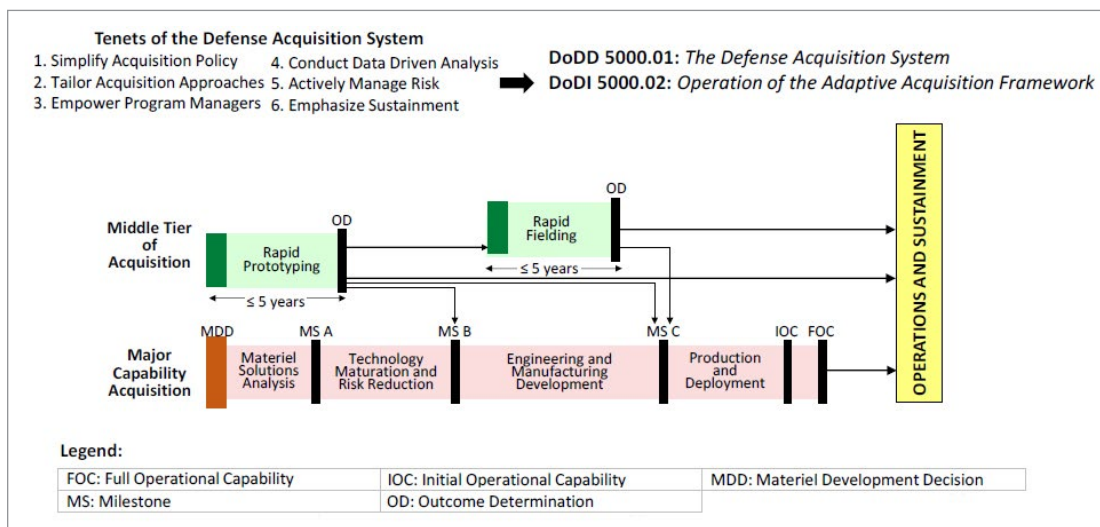 Tenets of the Defense Acquisition System
1. Simplify Acquisition Policy
2. Tailor Acquisition Approaches
3. Empower Program Managers
4. Conduct Data Driven Analysis
5. Actively Manage Risk
6. Emphasize Sustainment
DoDD 5000.01: The Defense Acquisition System
DoDI 5000.02: Operation of the Adaptive Acquisition Framework
Middle Tier
of
Acquisition
OD
Rapid
Prototyping
≤ 5 years
OD
Rapid
Fielding
≤ 5 years
OPERATIONS AND SUSTAINMENT
Major
Capability
Acquisition
MDD
MS A
MS B
MS C
IOC
FOC
Materiel
Solutions
Analysis
Technology
Maturation and
Risk Reduction
Engineering and
Manufacturing
Development
Production
and
Deployment
Legend:
FOC: Full Operational Capability
IOC: Initial Operational Capability
MDD: Materiel Development Decision
MS: Milestone
OD: Outcome Determination